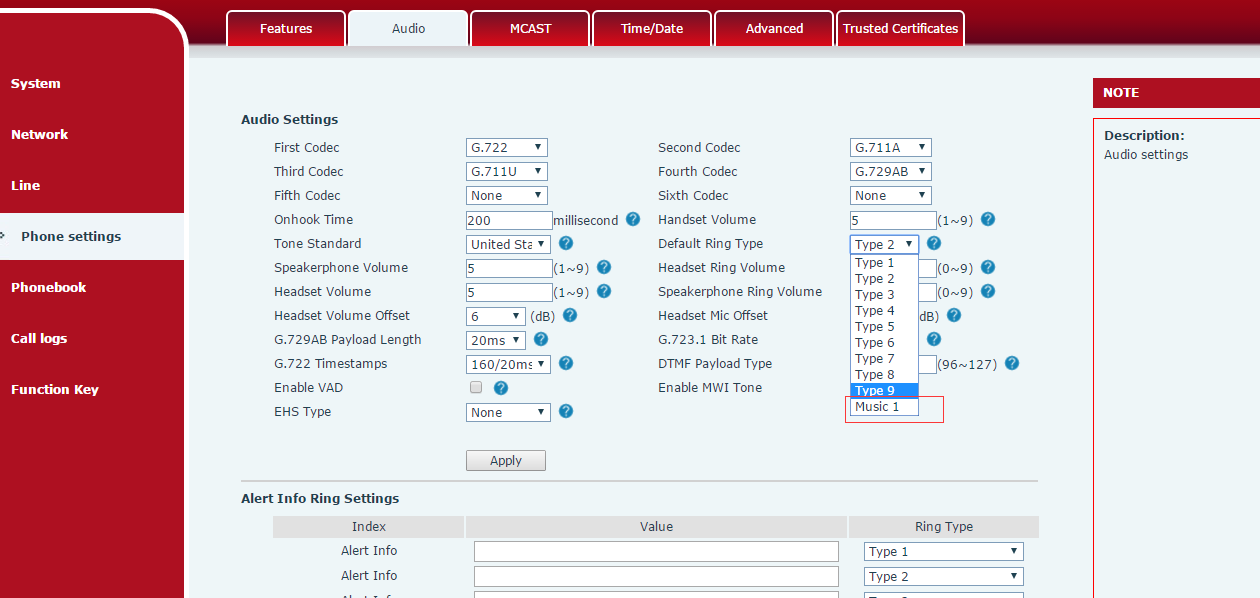 Features Audio MCAST Time/Date Advanced Trusted Certificates
System
Network
Line
Phone settings
Phonebook
Call logs
Function Key
Audio Settings
First Codec G.722 Second Codec G.711A
Third Codec G.711U Fourth Codec G.729AB
Fifth Codec None Sixth Codec None
Onhook Time 200 millisecond ? Handset Volume 5 (1~9) ?
Tone Standard United Sta ? Default Ring Type Type 2 ?
Speakerphone Volume 5 (1~9) ? Headset Ring Volume (0~9) ?
Headset Volume 5 (1~9) ? Speakerphone Ring Volume (0~9) ?
Headset Volume Offset 6 (dB) ? Headset Mic Offset dB) ?
G.729AB Payload Length 20ms ? G.723.1 Bit Rate ?
G.722 Timestamps 160/20ms ? DTMF Payload Type (96~127) ?
Enable VAD ? Enable MWI Tone
EHS Type None ?
Type 1
Type 2
Type 3
Type 4
Type 5
Type 6
Type 7
Type 8
Type 9
Music 1
Apply
Alert Info Ring Settings
Index Value Ring Type
Alert Info Type 1
Alert Info Type 2
NOTE
Description:
Audio settings